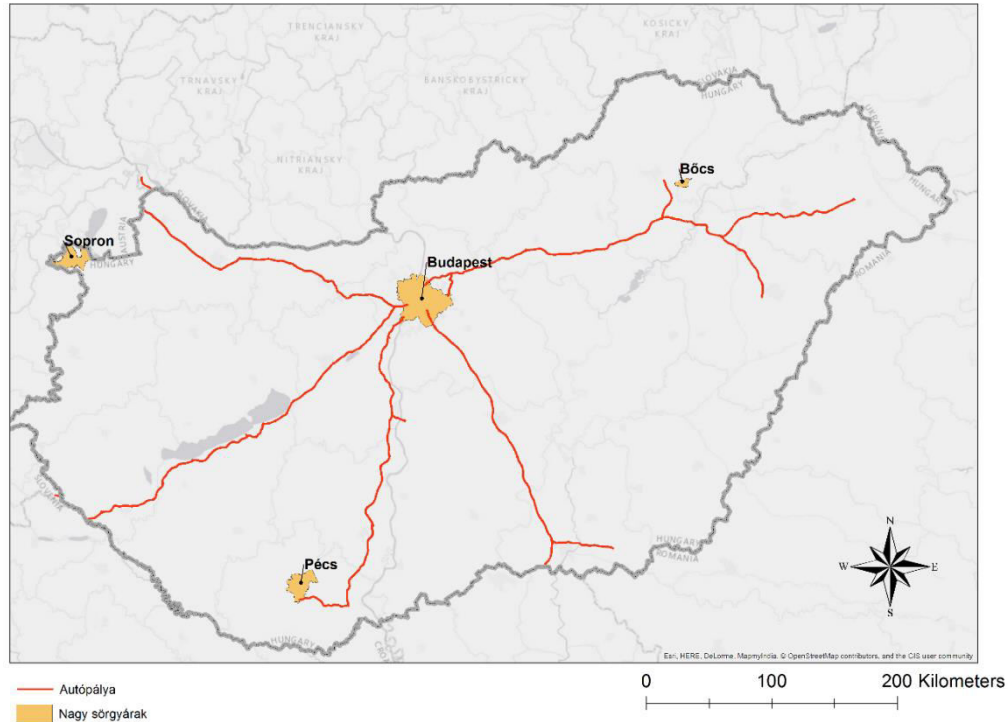 TRENCIANSKY
KRAJ
KOSICKY
KRAJ
TRNAVSKY
KRAJ
BANSKOBYSTRICKY
KRAJ
SLOVAKIA
HUNGARY
UKRAINE
NITRIANSKY
KRAJ
Bőcs
HUNGARY
SLOVAKIA
Sopron
AUSTRIA
HUNGARY
Budapest
ROMANIA
SLOVENIA
HUNGARY
ROMANIA
Pécs
HUNGARY
N
W
E
S
Esri, HERE, DeLorme, MapmyIndia, © OpenStreetMap contributors, and the GIS user community
Autópálya
Nagy sörgyárak
0 100 200 Kilometers